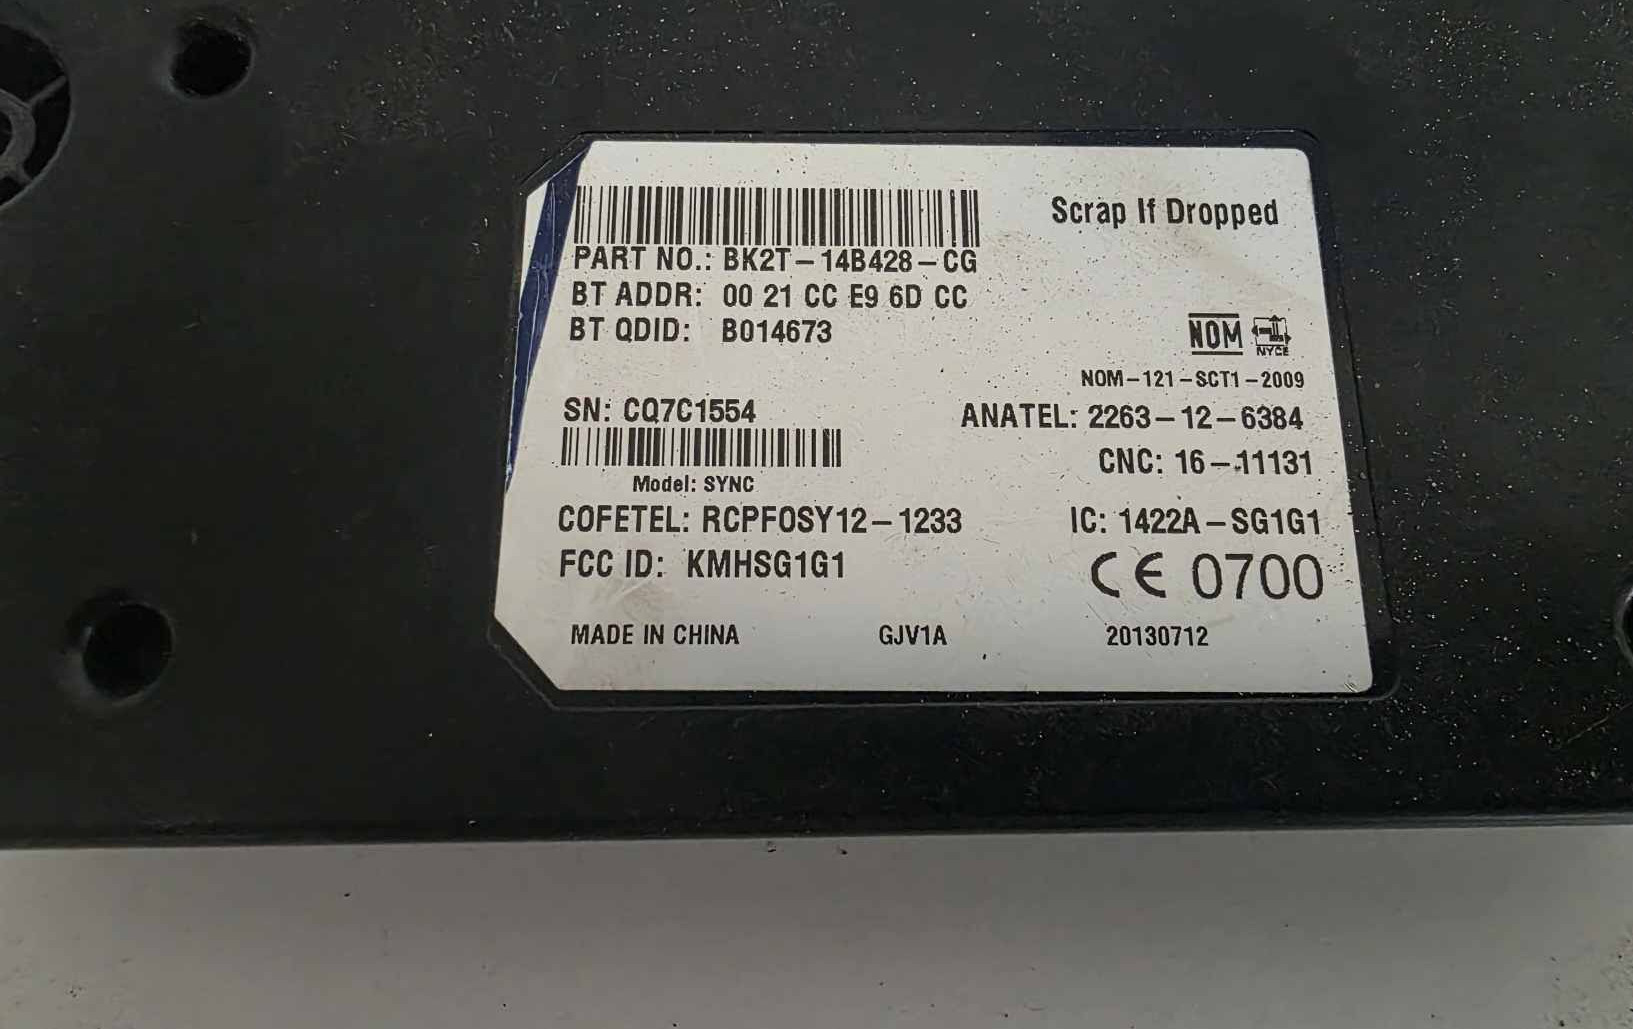 Scrap If Dropped
PART NO.: BK2T-14B428-CG
BT ADDR: 00 21 CC E9 6D CC
BT QDID: B014673
NOM
NYCE
NOM-121-SCT1-2009
SN: CQ7C1554
ANATEL: 2263-12-6384
CNC: 16-11131
Model: SYNC
COFETEL: RCPFOSY12-1233
IC: 1422A-SG1G1
FCC ID: KMHSG1G1
CE 0700
MADE IN CHINA GJV1A 20130712